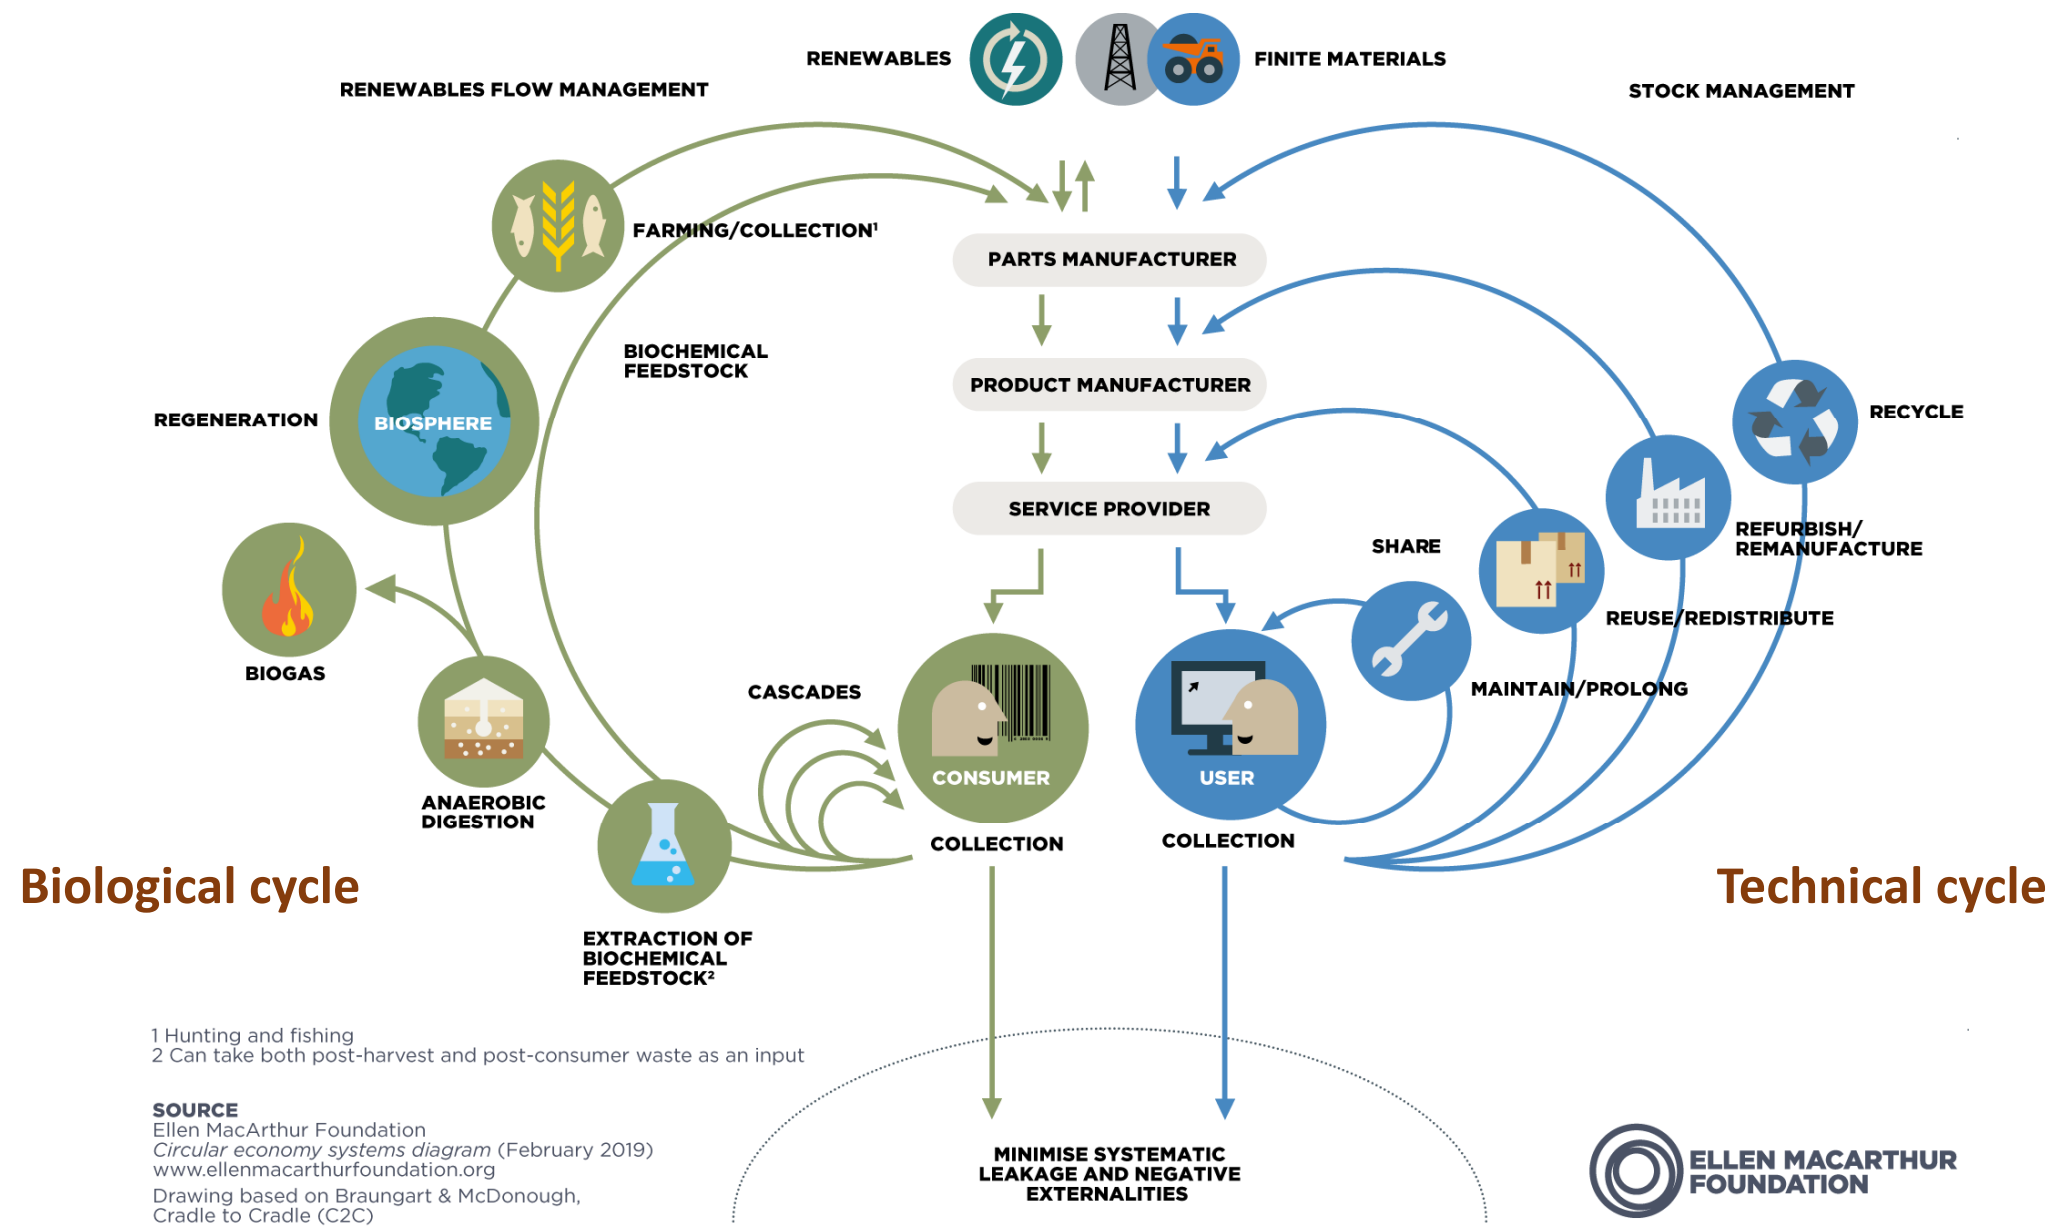 RENEWABLES
FINITE MATERIALS
RENEWABLES FLOW MANAGEMENT
STOCK MANAGEMENT
FARMING/COLLECTION¹
PARTS MANUFACTURER
BIOCHEMICAL
FEEDSTOCK
PRODUCT MANUFACTURER
REGENERATION
BIOSPHERE
RECYCLE
SERVICE PROVIDER
SHARE
REFURBISH/
REMANUFACTURE
REUSE/REDISTRIBUTE
BIOGAS
CASCADES
MAINTAIN/PROLONG
CONSUMER
USER
ANAEROBIC
DIGESTION
COLLECTION
COLLECTION
Biological cycle
Technical cycle
EXTRACTION OF
BIOCHEMICAL
FEEDSTOCK²
1 Hunting and fishing
2 Can take both post-harvest and post-consumer waste as an input
SOURCE
Ellen MacArthur Foundation
Circular economy systems diagram (February 2019)
www.ellenmacarthurfoundation.org
Drawing based on Braungart & McDonough,
Cradle to Cradle (C2C)
MINIMISE SYSTEMATIC
LEAKAGE AND NEGATIVE
EXTERNALITIES
ELLEN MACARTHUR
FOUNDATION